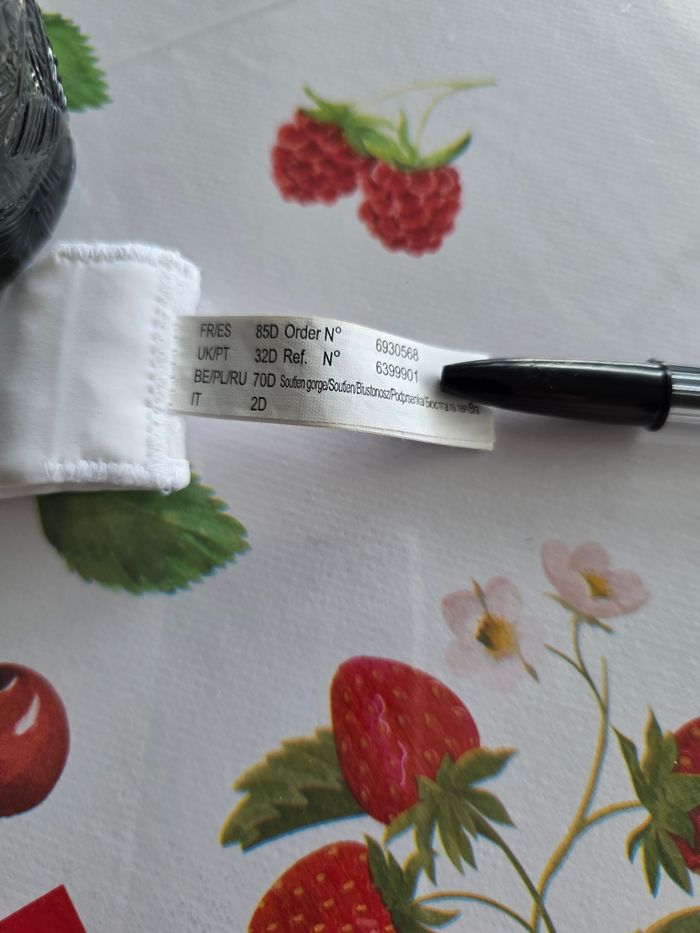 FR/ES 85D Order N° 6930568
UK/PT 32D Ref. N° 6399901
BE/PL/RU 70D Soutien gorge/Soutien/Biustonosz/Podprsenka/Бюстгальтер/Bra
IT 2D